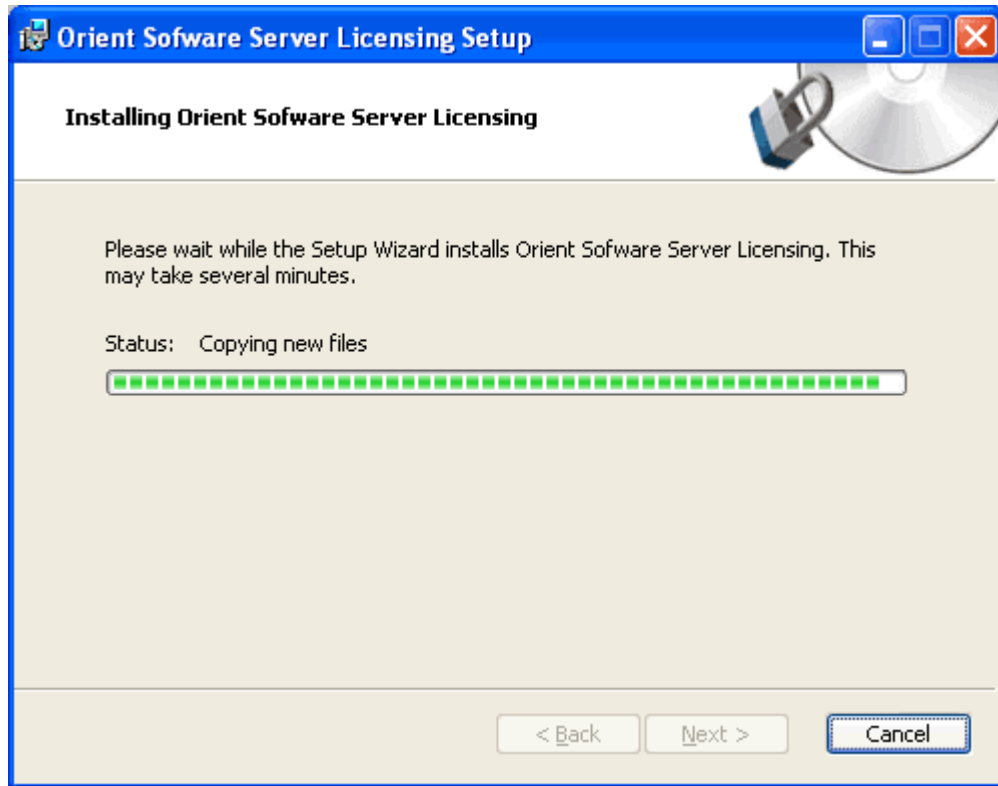 Orient Sofware Server Licensing Setup
Installing Orient Sofware Server Licensing
Please wait while the Setup Wizard installs Orient Sofware Server Licensing. This
may take several minutes.
Status: Copying new files
< Back Next > Cancel